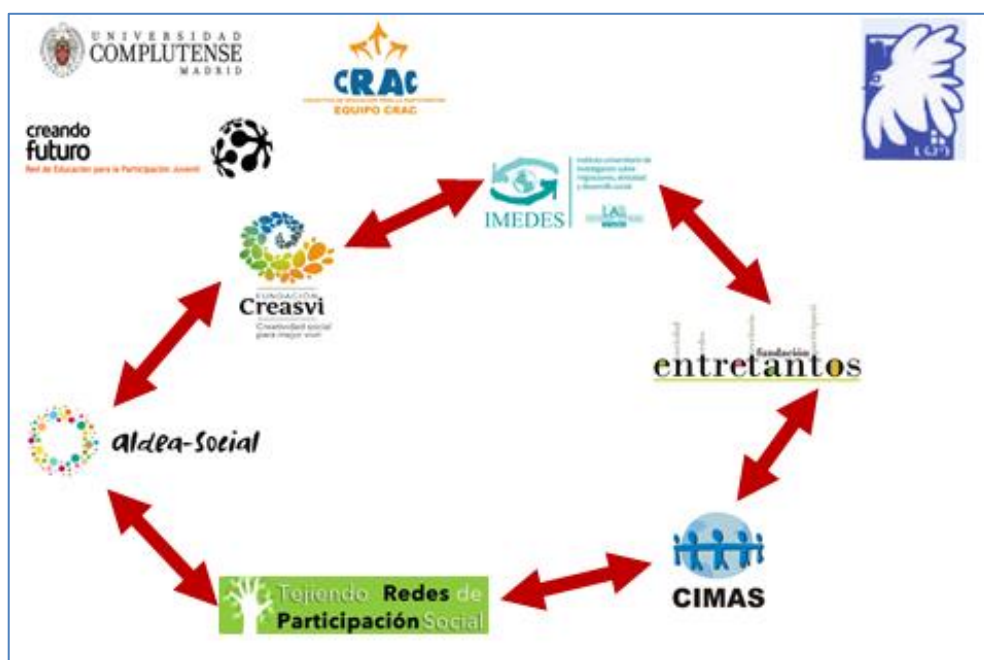 UNIVERSIDAD
COMPLUTENSE
MADRID
CRAC
EQUIPO CRAC
creando
futuro
Red de Educación para la Participación Juvenil
IMEDES
Instituto universitario de
investigación sobre
migraciones, etnicidad
y desarrollo social
FUNDACIÓN
Creasvi
Creatividad social
para mejor vivir
fundación
entretantos
aldea-social
CIMAS
Tejiendo Redes de
Participación Social